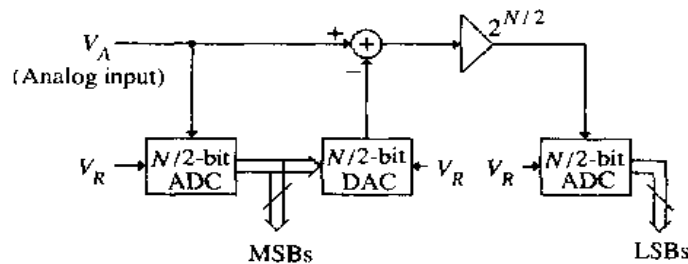 2^{N/2}
V_A
+
+
(Analog input)
−
V_R
N/2-bit
ADC
N/2-bit
DAC
V_R
V_R
N/2-bit
ADC
MSBs
LSBs